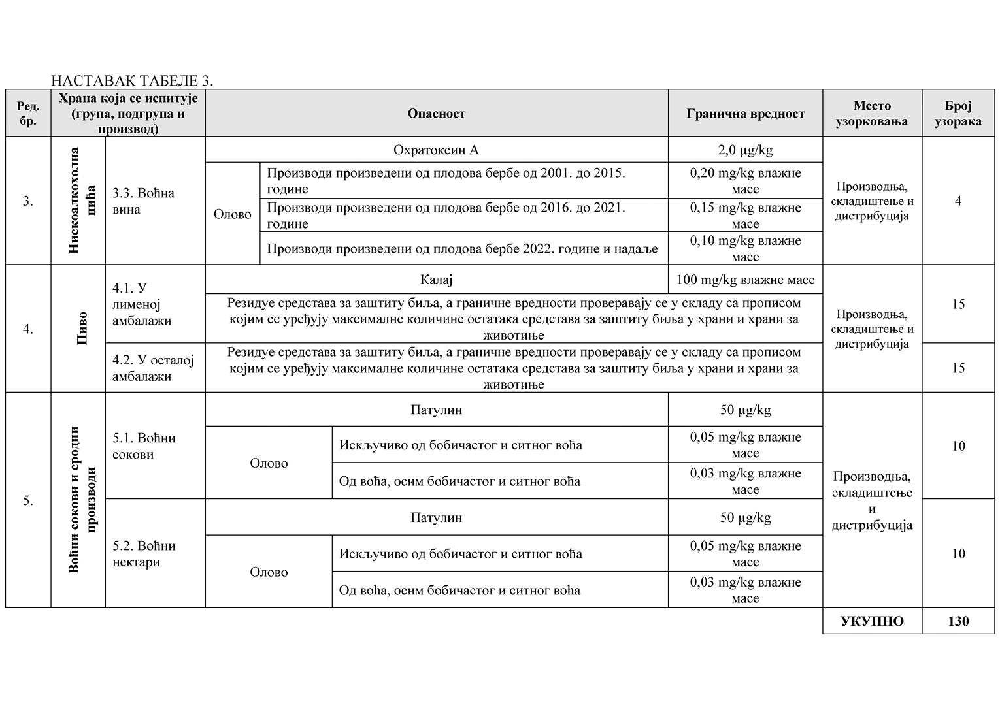 НАСТАВАК ТАБЕЛЕ 3.
Ред.
бр.
Храна која се испитује
(група, подгрупа и
производ)
Опасност
Гранична вредност
Место
узорковања
Број
узорака
3.
Нискоалкохолна
пића
3.3. Воћна
вина
Охратоксин А
2,0 µg/kg
Олово
Производи произведени од плодова бербе од 2001. до 2015.
године
0,20 mg/kg влажне
масе
Производи произведени од плодова бербе од 2016. до 2021.
године
0,15 mg/kg влажне
масе
Производи произведени од плодова бербе 2022. године и надаље
0,10 mg/kg влажне
масе
Производња,
складиштење и
дистрибуција
4
4.
Пиво
4.1. У
лименој
амбалажи
Калај
100 mg/kg влажне масе
Резидуе средстава за заштиту биља, а граничне вредности проверавају се у складу са прописом
којим се уређују максималне количине остатака средстава за заштиту биља у храни и храни за
животиње
Производња,
складиштење и
дистрибуција
15
4.2. У осталој
амбалажи
Резидуе средстава за заштиту биља, а граничне вредности проверавају се у складу са прописом
којим се уређују максималне количине остатака средстава за заштиту биља у храни и храни за
животиње
15
5.
Воћни сокови и сродни
производи
5.1. Воћни
сокови
Патулин
50 µg/kg
Олово
Искључиво од бобичастог и ситног воћа
0,05 mg/kg влажне
масе
Од воћа, осим бобичастог и ситног воћа
0,03 mg/kg влажне
масе
Производња,
складиштење
и
дистрибуција
10
5.2. Воћни
нектари
Патулин
50 µg/kg
Олово
Искључиво од бобичастог и ситног воћа
0,05 mg/kg влажне
масе
Од воћа, осим бобичастог и ситног воћа
0,03 mg/kg влажне
масе
10
УКУПНО
130